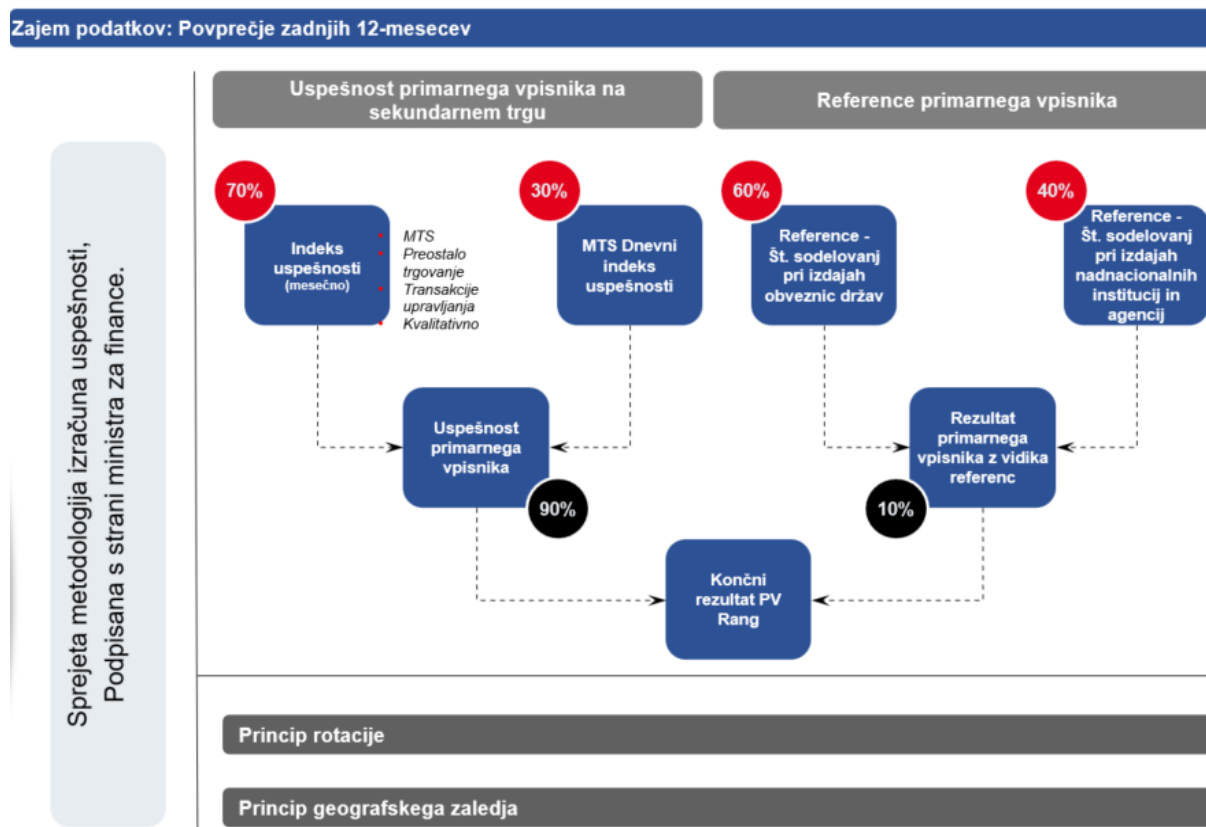 Zajem podatkov: Povprečje zadnjih 12-mesecev
Sprejeta metodologija izračuna uspešnosti,
Podpisana s strani ministra za finance.
Uspešnost primarnega vpisnika na
sekundarnem trgu
Reference primarnega vpisnika
70%
Indeks
uspešnosti
(mesečno)
MTS
Preostalo
trgovanje
Transakcije
upravljanja
Kvalitativno
30%
MTS Dnevni
indeks
uspešnosti
60%
Reference -
Št. sodelovanj
pri izdajah
obveznic držav
40%
Reference -
Št. sodelovanj
pri izdajah
nadnacionalnih
institucij in
agencij
Uspešnost
primarnega
vpisnika
90%
Rezultat
primarnega
vpisnika z vidika
referenc
10%
Končni
rezultat PV
Rang
Princip rotacije
Princip geografskega zaledja